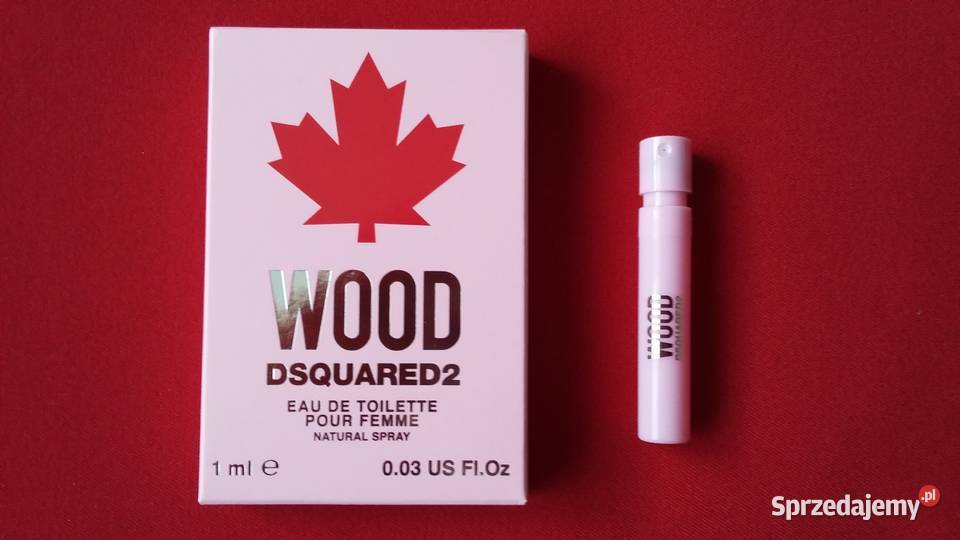 WOOD
DSQUARED2
EAU DE TOILETTE
POUR FEMME
NATURAL SPRAY
1 ml ℮
0.03 US Fl.Oz
WOOD
DSQUARED2
Sprzedajemy.pl